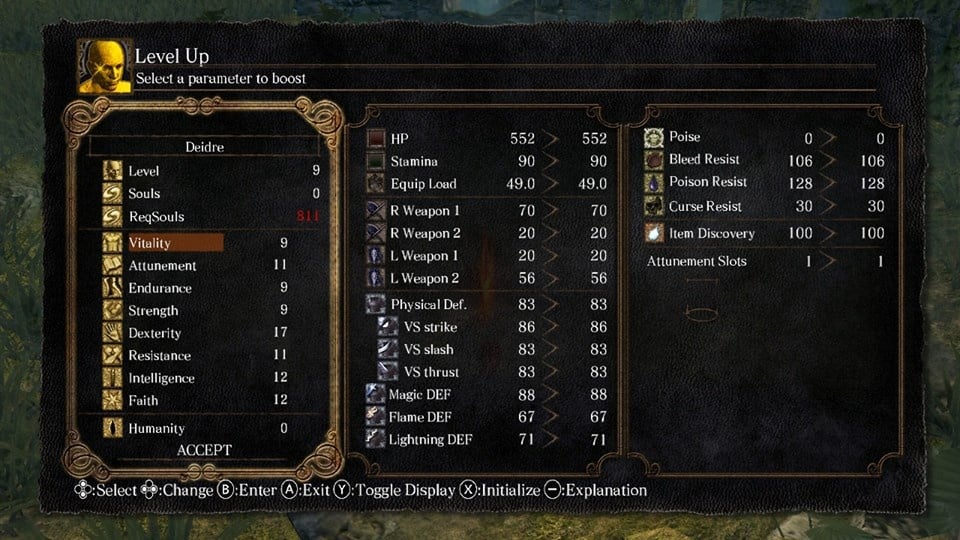 Level Up
Select a parameter to boost
Deidre
Level 9
Souls 0
ReqSouls 811
Vitality 9
Attunement 11
Endurance 9
Strength 9
Dexterity 17
Resistance 11
Intelligence 12
Faith 12
Humanity 0
ACCEPT
HP 552 552
Stamina 90 90
Equip Load 49.0 49.0
R Weapon 1 70 70
R Weapon 2 20 20
L Weapon 1 20 20
L Weapon 2 56 56
Physical Def. 83 83
VS strike 86 86
VS slash 83 83
VS thrust 83 83
Magic DEF 88 88
Flame DEF 67 67
Lightning DEF 71 71
Poise 0 0
Bleed Resist 106 106
Poison Resist 128 128
Curse Resist 30 30
Item Discovery 100 100
Attunement Slots 1 1
:Select :Change B:Enter A:Exit Y:Toggle Display X:Initialize −:Explanation